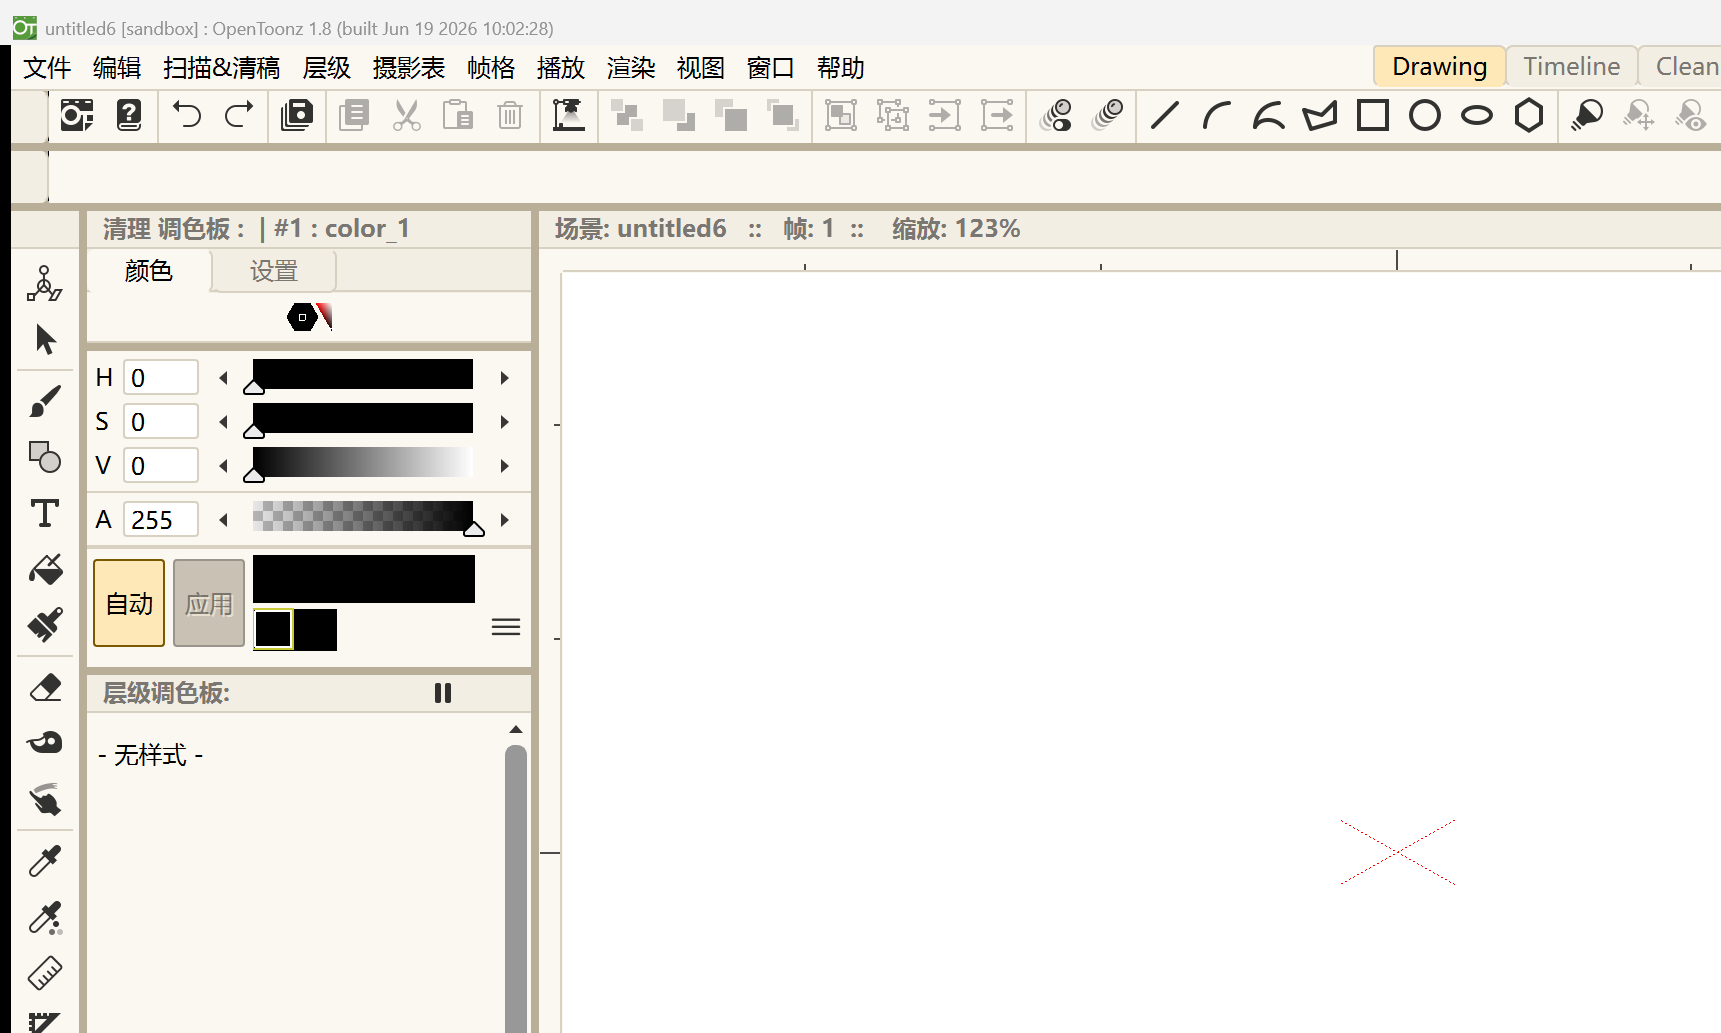 untitled6 [sandbox] : OpenToonz 1.8 (built Jun 19 2026 10:02:28)
文件 编辑 扫描&清稿 层级 摄影表 帧格 播放 渲染 视图 窗口 帮助
Drawing Timeline Clean
清理 调色板 : | #1 : color_1
场景: untitled6 :: 帧: 1 :: 缩放: 123%
颜色 设置
H 0
S 0
V 0
A 255
自动 应用
层级调色板:
- 无样式 -